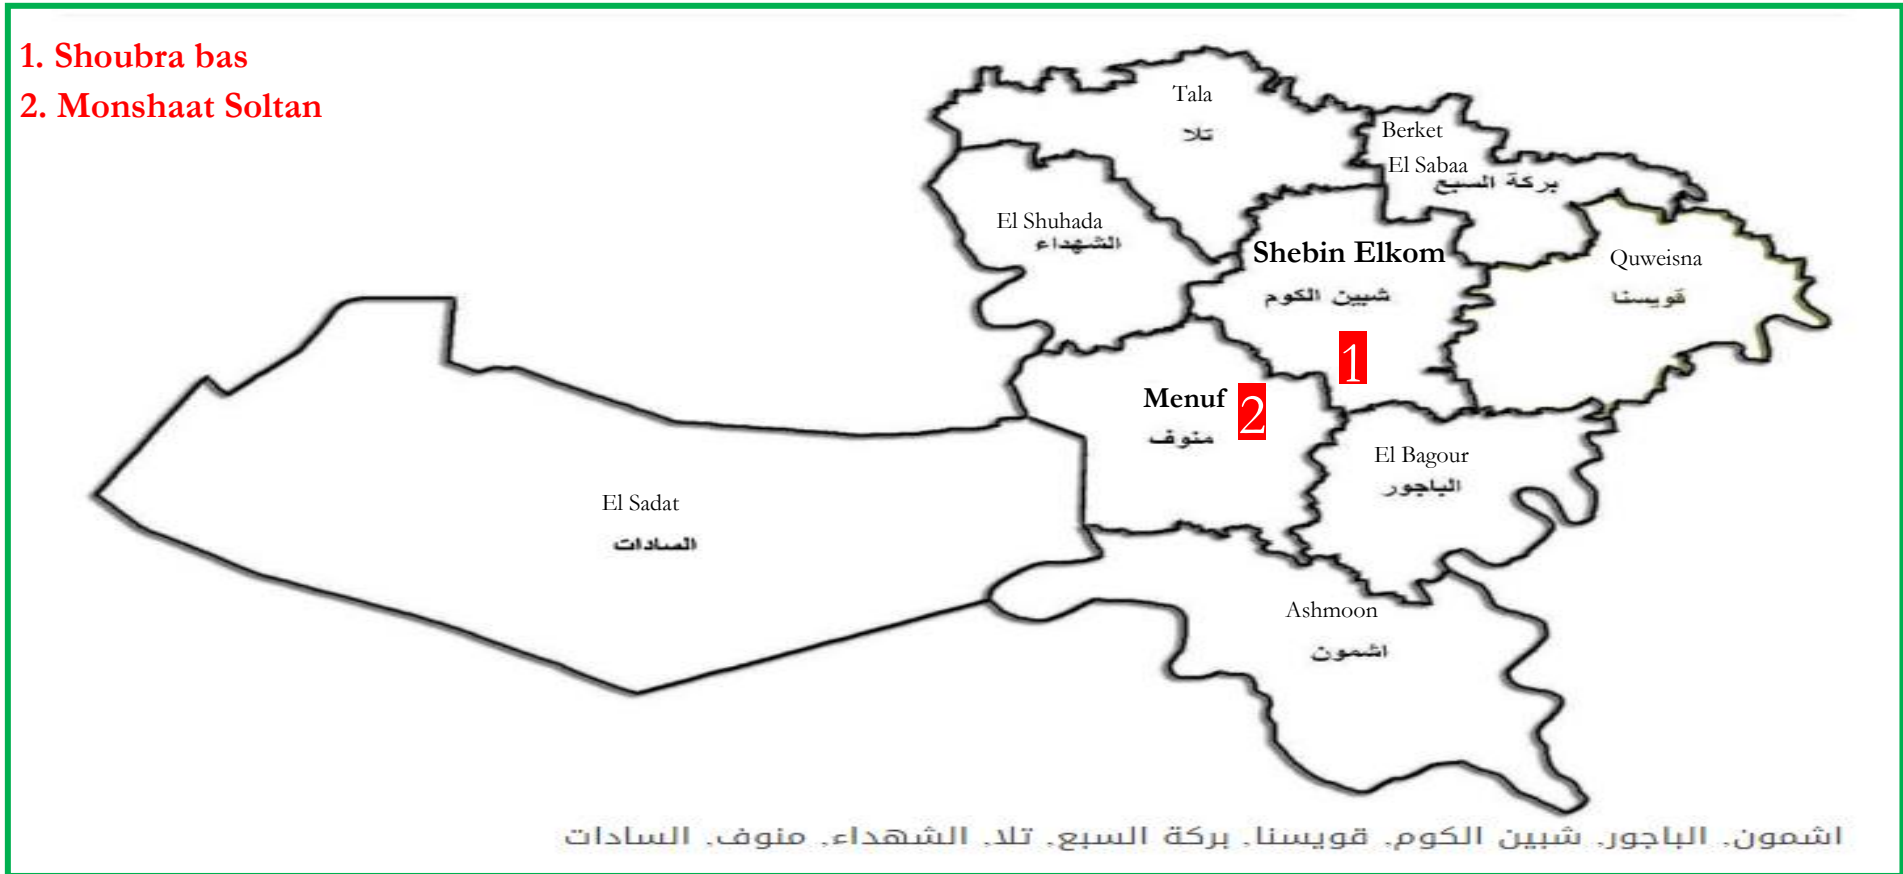 1. Shoubra bas
2. Monshaat Soltan
Tala
تلا
Berket
El Sabaa
بركة السبع
El Shuhada
الشهداء
Shebin Elkom
شبين الكوم
Quweisna
قويسنا
1
Menuf
2
منوف
El Bagour
الباجور
El Sadat
السادات
Ashmoon
اشمون
اشمون, الباجور, شبين الكوم, قويسنا, بركة السبع, تلا, الشهداء, منوف, السادات